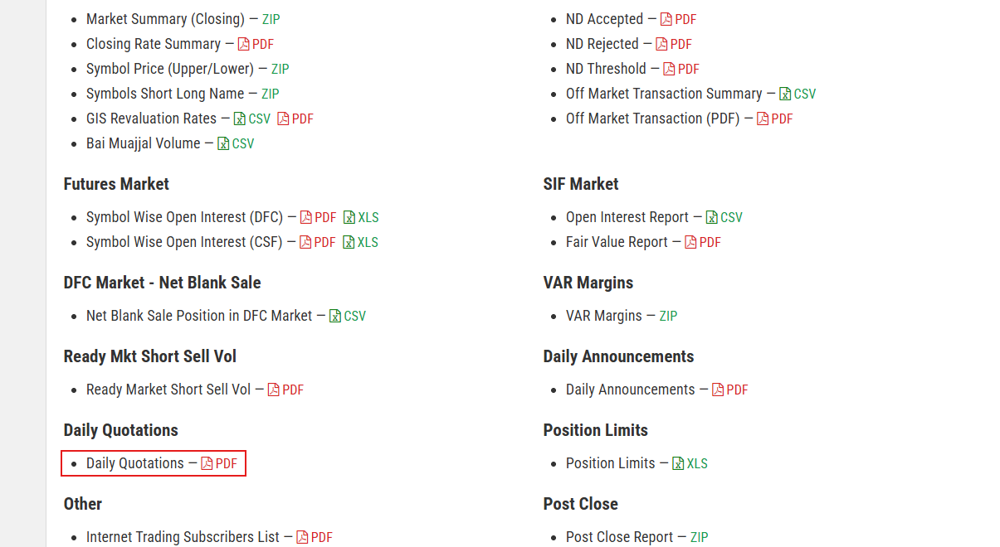 Market Summary (Closing) – ZIP
Closing Rate Summary – PDF
Symbol Price (Upper/Lower) – ZIP
Symbols Short Long Name – ZIP
GIS Revaluation Rates – CSV PDF
Bai Muajjal Volume – CSV
ND Accepted – PDF
ND Rejected – PDF
ND Threshold – PDF
Off Market Transaction Summary – CSV
Off Market Transaction (PDF) – PDF
Futures Market
Symbol Wise Open Interest (DFC) – PDF XLS
Symbol Wise Open Interest (CSF) – PDF XLS
SIF Market
Open Interest Report – CSV
Fair Value Report – PDF
DFC Market - Net Blank Sale
Net Blank Sale Position in DFC Market – CSV
VAR Margins
VAR Margins – ZIP
Ready Mkt Short Sell Vol
Ready Market Short Sell Vol – PDF
Daily Announcements
Daily Announcements – PDF
Daily Quotations
Daily Quotations – PDF
Position Limits
Position Limits – XLS
Other
Internet Trading Subscribers List – PDF
Post Close
Post Close Report – ZIP